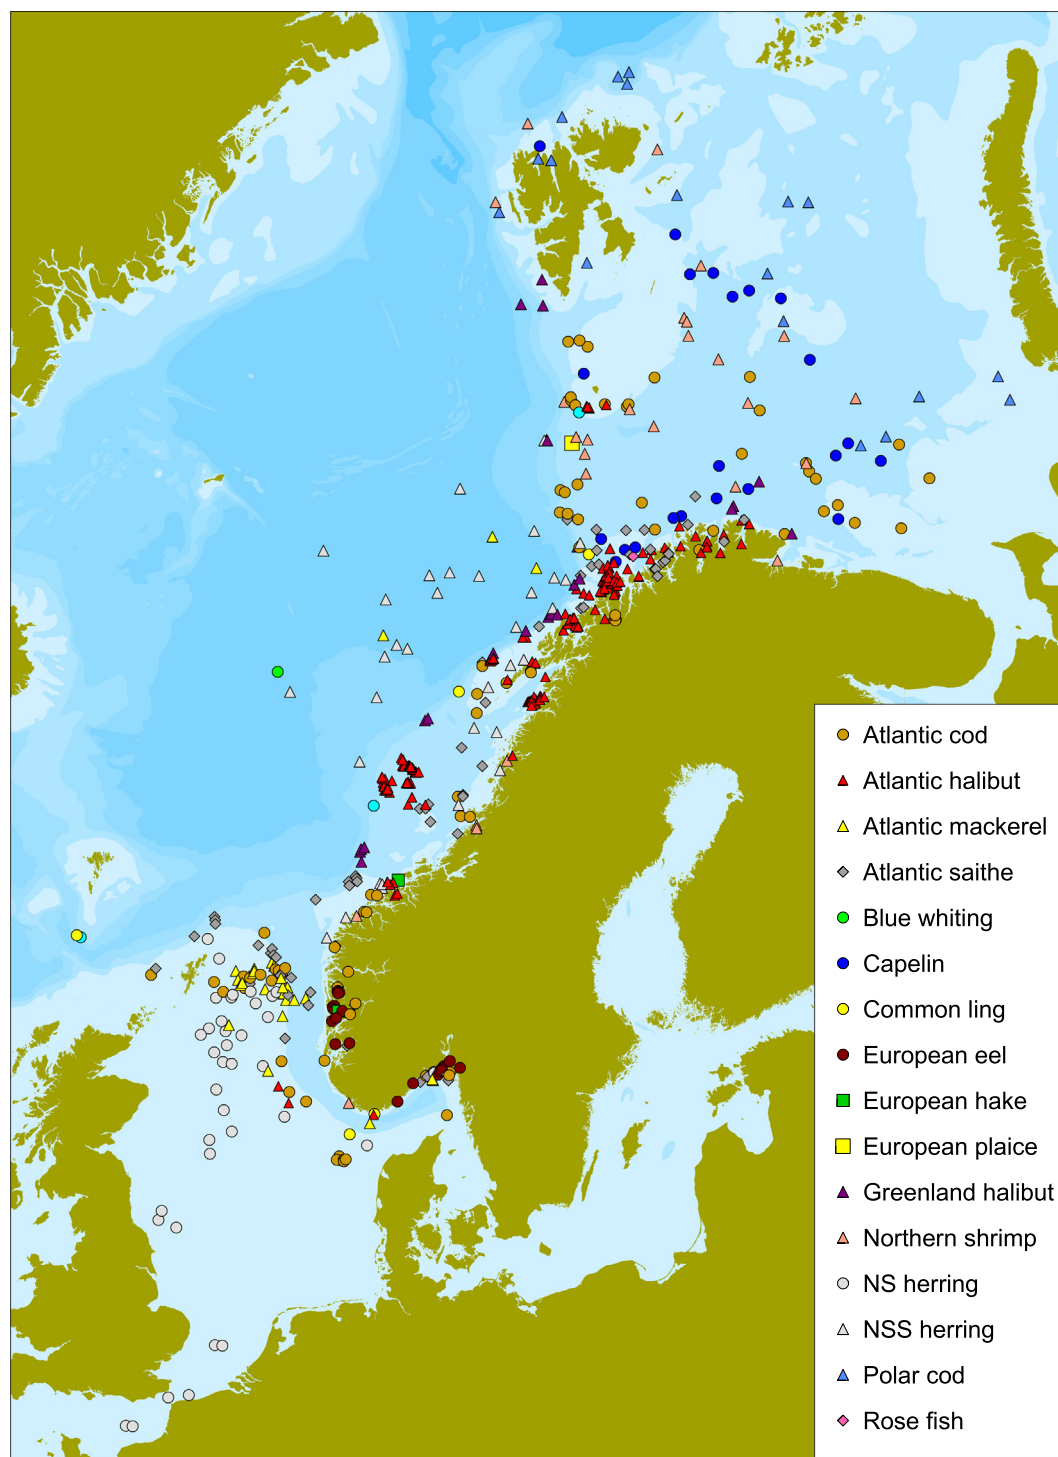 Atlantic cod
Atlantic halibut
Atlantic mackerel
Atlantic saithe
Blue whiting
Capelin
Common ling
European eel
European hake
European plaice
Greenland halibut
Northern shrimp
NS herring
NSS herring
Polar cod
Rose fish